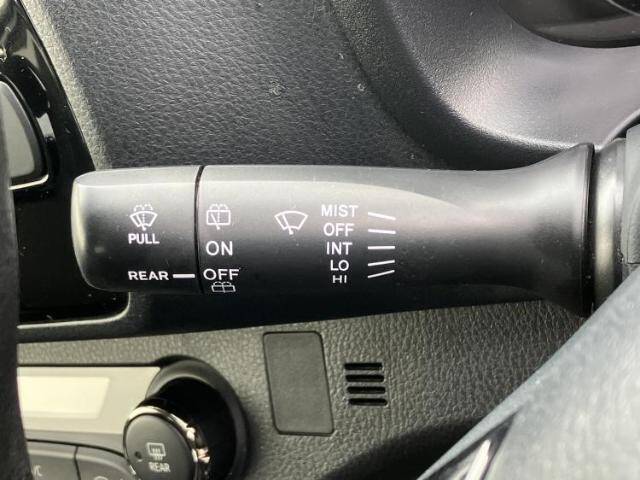 PULL
REAR
ON
OFF
MIST
OFF
INT
LO
HI
REAR